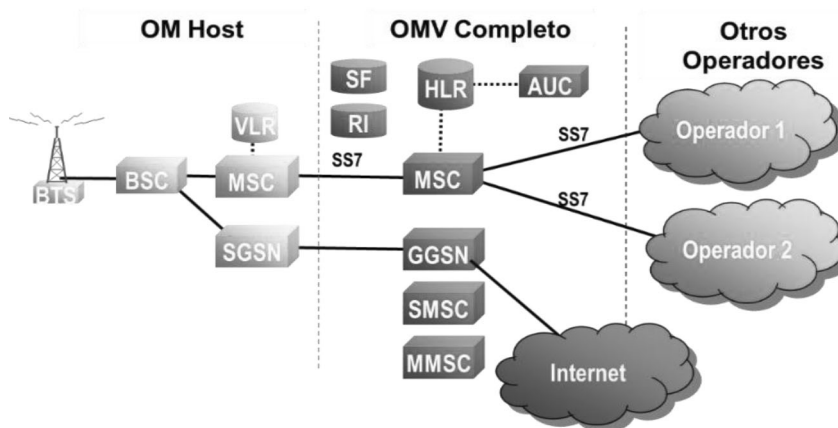 OM Host
OMV Completo
Otros
Operadores
SF
HLR
AUC
RI
VLR
SS7
SS7
Operador 1
BTS
BSC
MSC
MSC
SS7
Operador 2
SGSN
GGSN
SMSC
MMSC
Internet